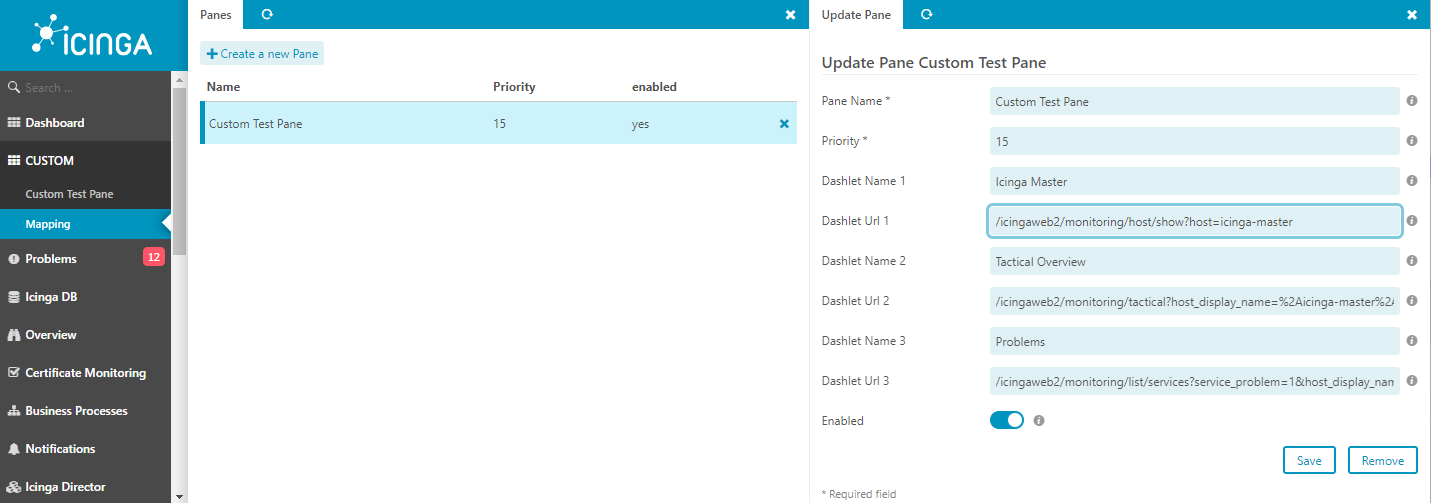 ICINGA
Search ...
Dashboard
CUSTOM
Custom Test Pane
Mapping
Problems 12
Icinga DB
Overview
Certificate Monitoring
Business Processes
Notifications
Icinga Director
Panes
Create a new Pane
Name Priority enabled
Custom Test Pane 15 yes
Update Pane
Update Pane Custom Test Pane
Pane Name * Custom Test Pane
Priority * 15
Dashlet Name 1 Icinga Master
Dashlet Url 1 /icingaweb2/monitoring/host/show?host=icinga-master
Dashlet Name 2 Tactical Overview
Dashlet Url 2 /icingaweb2/monitoring/tactical?host_display_name=%2Aicinga-master%2A
Dashlet Name 3 Problems
Dashlet Url 3 /icingaweb2/monitoring/list/services?service_problem=1&host_display_nam
Enabled
Save Remove
* Required field